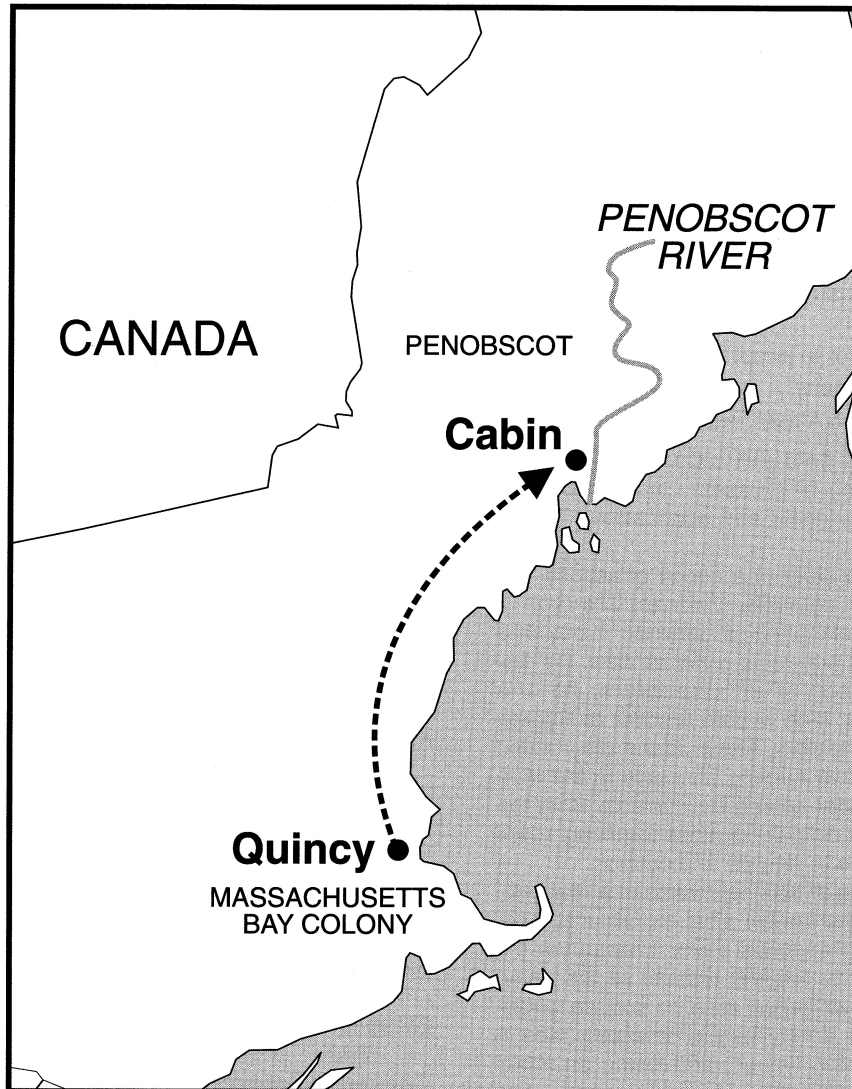 PENOBSCOT
RIVER
CANADA
PENOBSCOT
Cabin
Quincy
MASSACHUSETTS
BAY COLONY